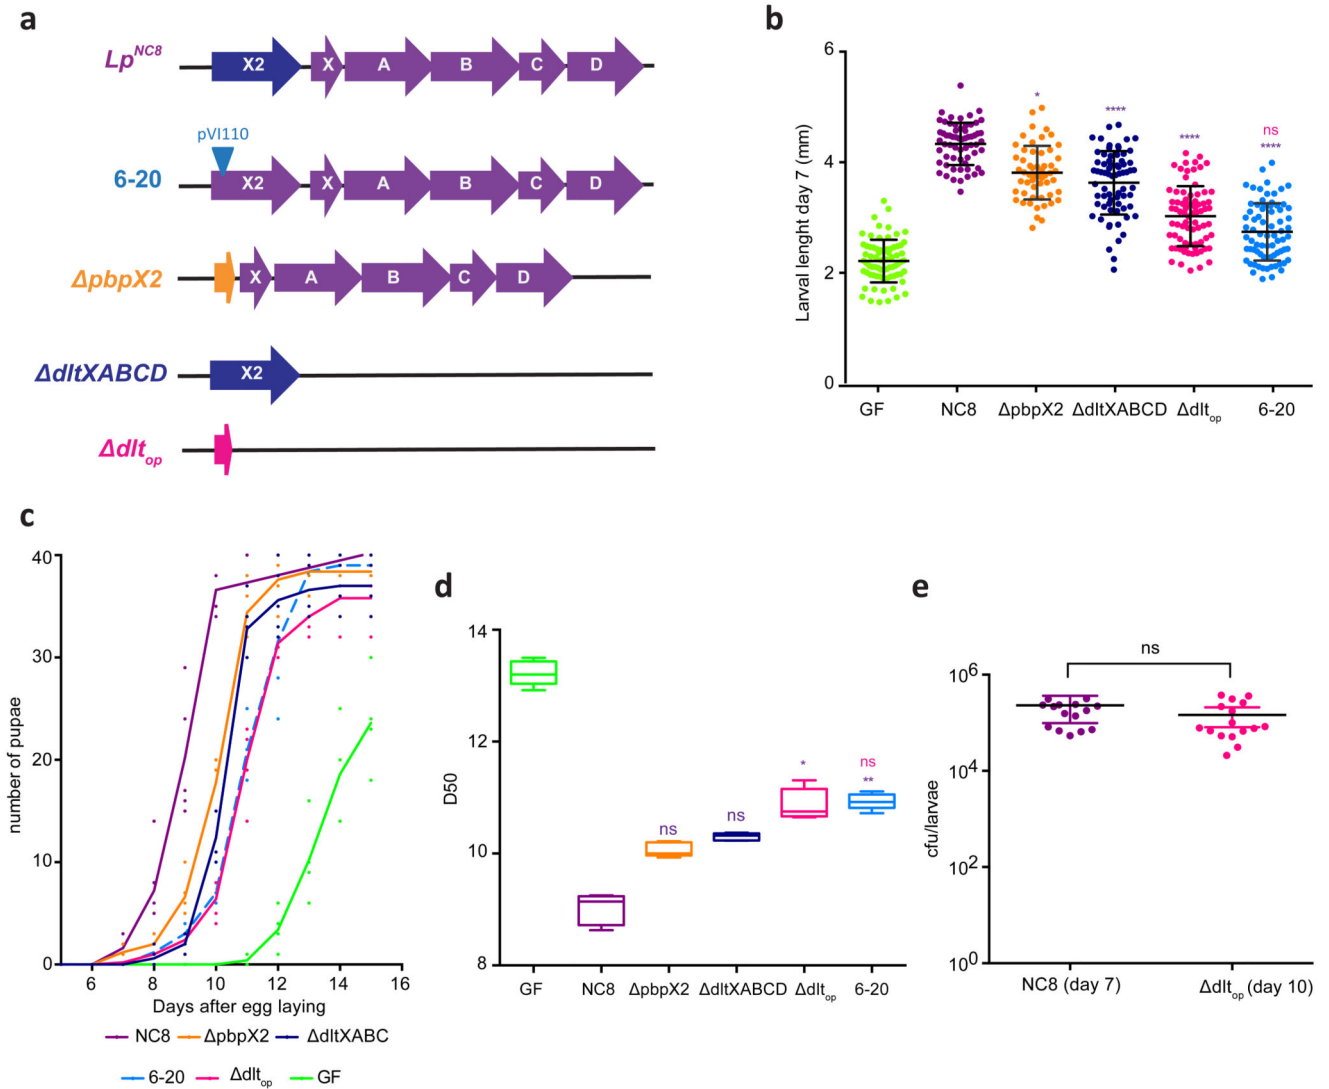 a
Lp^NC8
X2 X A B C D
pVI110
6-20
X2 X A B C D
ΔpbpX2
X A B C D
ΔdltXABCD
X2
Δdlt_op
b
Larval lenght day 7 (mm)
6
4
2
0
* **** **** ns ****
GF NC8 ΔpbpX2 ΔdltXABCD Δdlt_op 6-20
c
number of pupae
40
30
20
10
0
6 8 10 12 14 16
Days after egg laying
NC8 ΔpbpX2 ΔdltXABC
6-20 Δdlt_op GF
d
D50
14
12
10
8
ns ns * ns **
GF NC8 ΔpbpX2 ΔdltXABCD Δdlt_op 6-20
e
cfu/larvae
ns
10^6
10^4
10^2
10^0
NC8 (day 7) Δdlt_op (day 10)